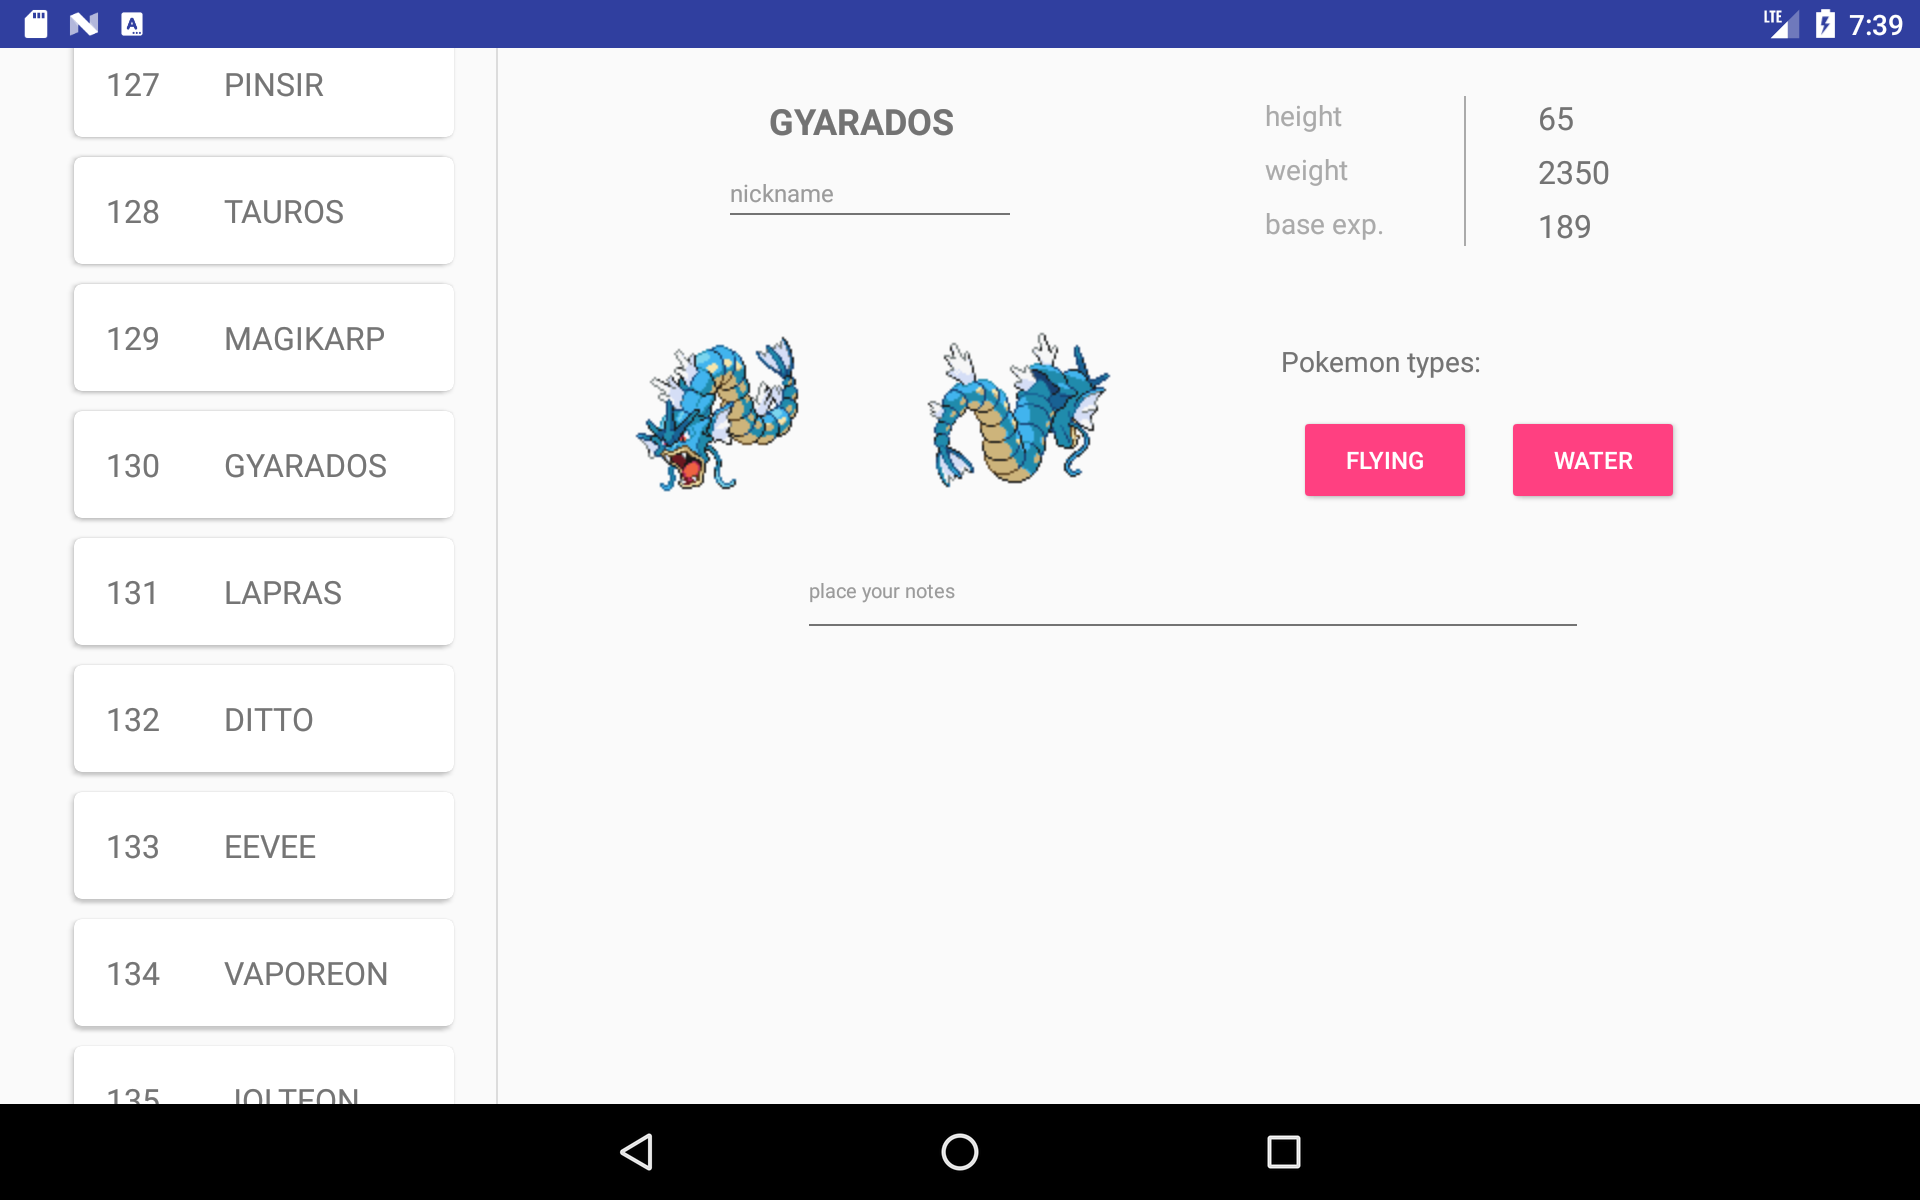 LTE 7:39
127 PINSIR
128 TAUROS
129 MAGIKARP
130 GYARADOS
131 LAPRAS
132 DITTO
133 EEVEE
134 VAPOREON
135 JOLTEON
GYARADOS
nickname
height 65
weight 2350
base exp. 189
Pokemon types:
FLYING WATER
place your notes